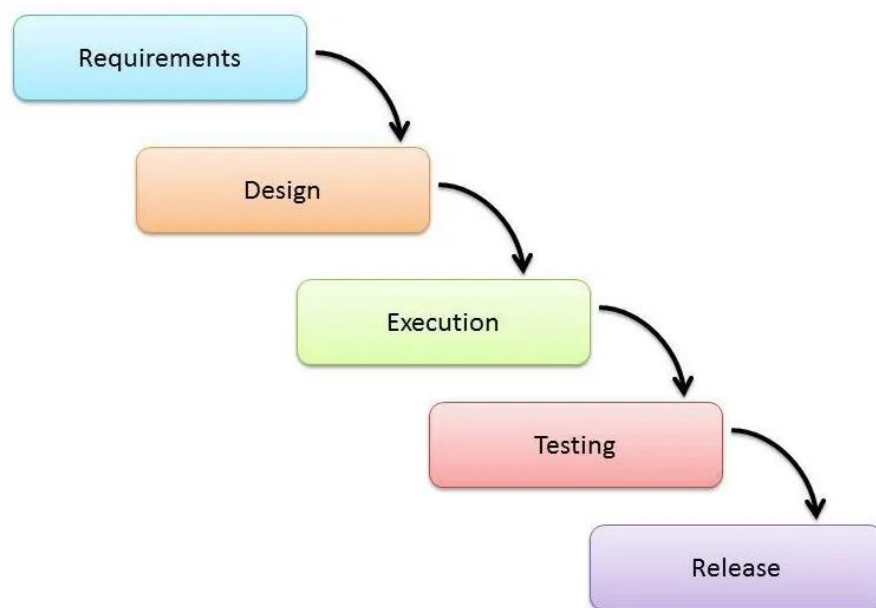 Requirements
Design
Execution
Testing
Release